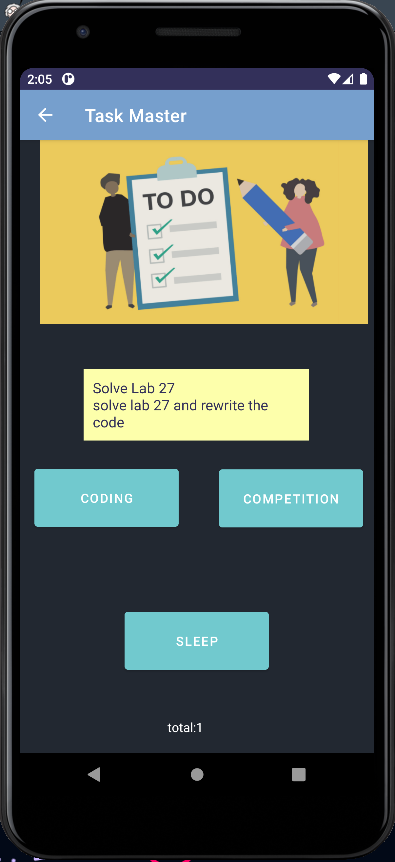 2:05
Task Master
TO DO
Solve Lab 27
solve lab 27 and rewrite the
code
CODING
COMPETITION
SLEEP
total:1